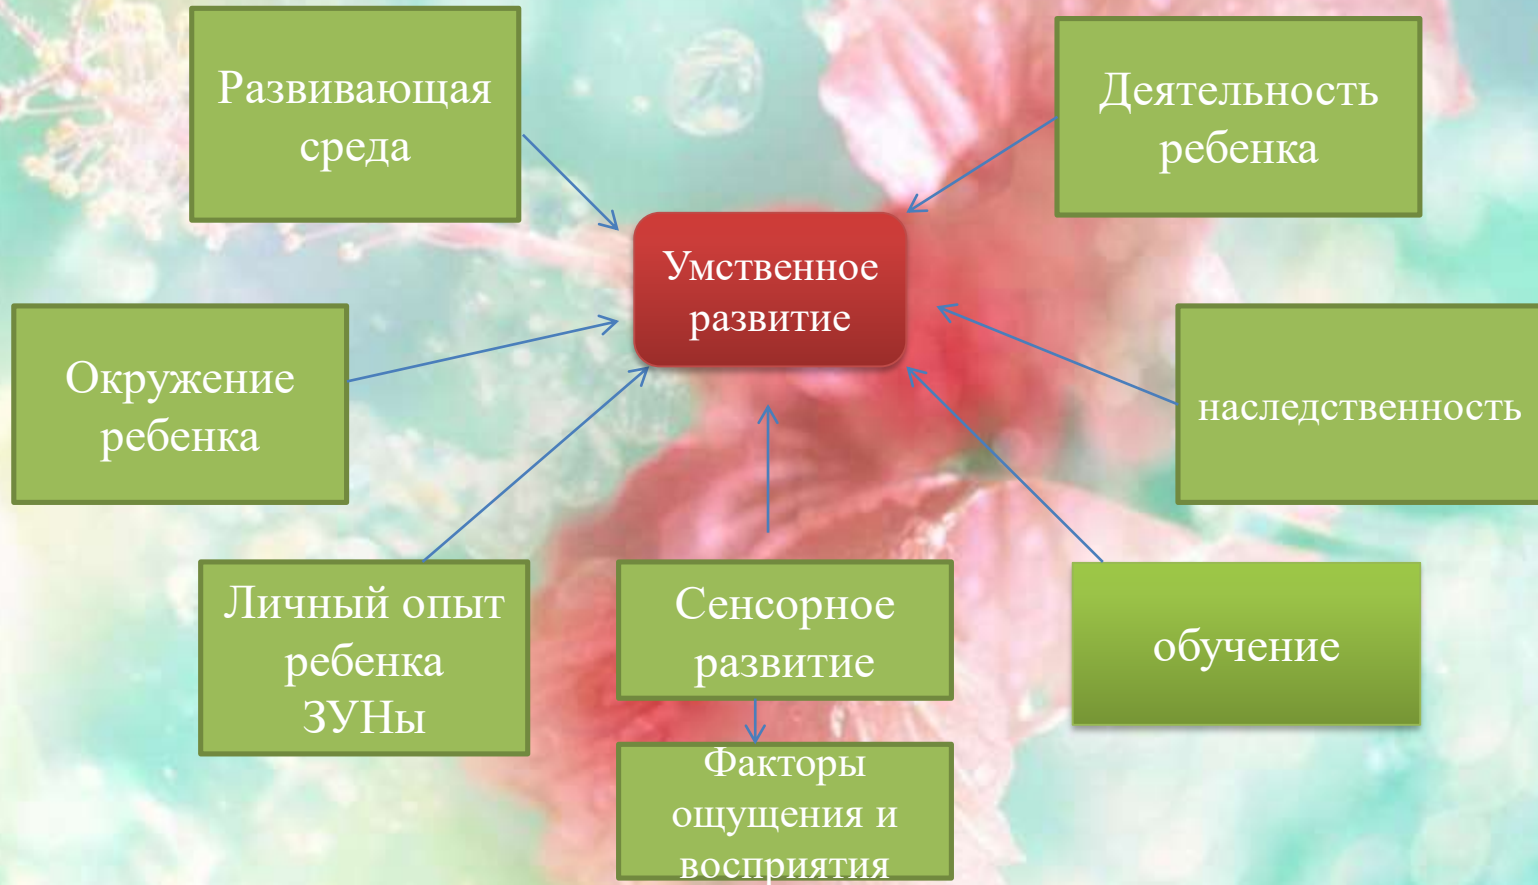 Развивающая
среда
Деятельность
ребенка
Умственное
развитие
Окружение
ребенка
наследственность
Личный опыт
ребенка
ЗУНы
Сенсорное
развитие
обучение
Факторы
ощущения и
восприятия